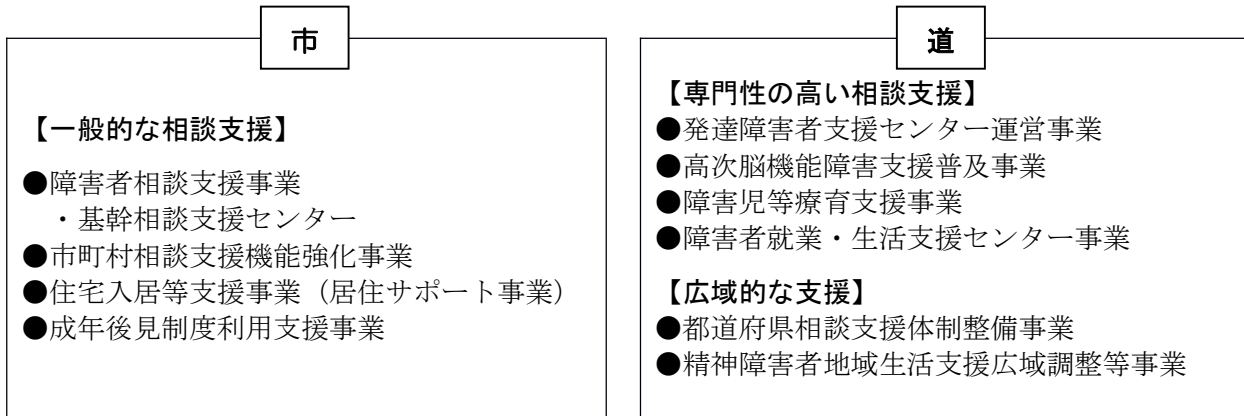 市
【一般的な相談支援】
●障害者相談支援事業
・基幹相談支援センター
●市町村相談支援機能強化事業
●住宅入居等支援事業（居住サポート事業）
●成年後見制度利用支援事業
道
【専門性の高い相談支援】
●発達障害者支援センター運営事業
●高次脳機能障害支援普及事業
●障害児等療育支援事業
●障害者就業・生活支援センター事業
【広域的な支援】
●都道府県相談支援体制整備事業
●精神障害者地域生活支援広域調整等事業